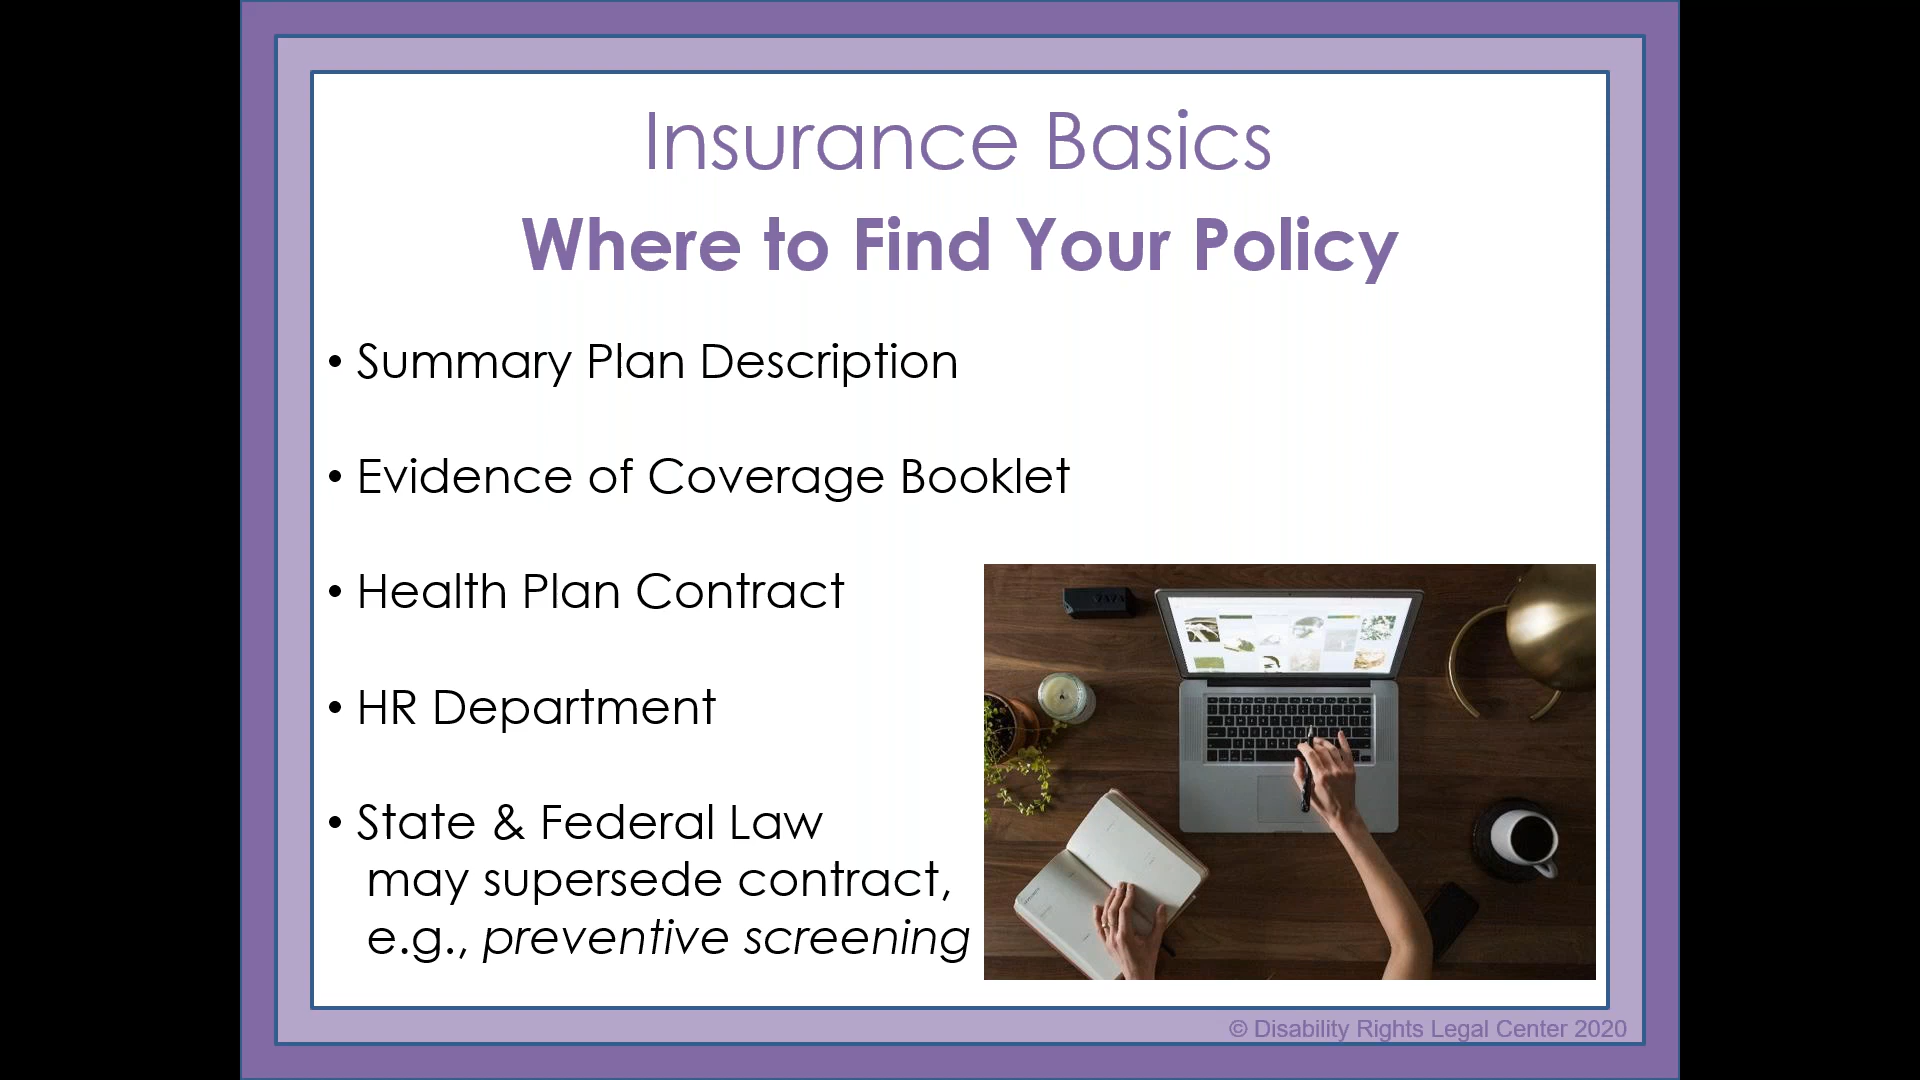 Insurance Basics
Where to Find Your Policy
• Summary Plan Description
• Evidence of Coverage Booklet
• Health Plan Contract
• HR Department
• State & Federal Law
may supersede contract,
e.g., preventive screening
© Disability Rights Legal Center 2020